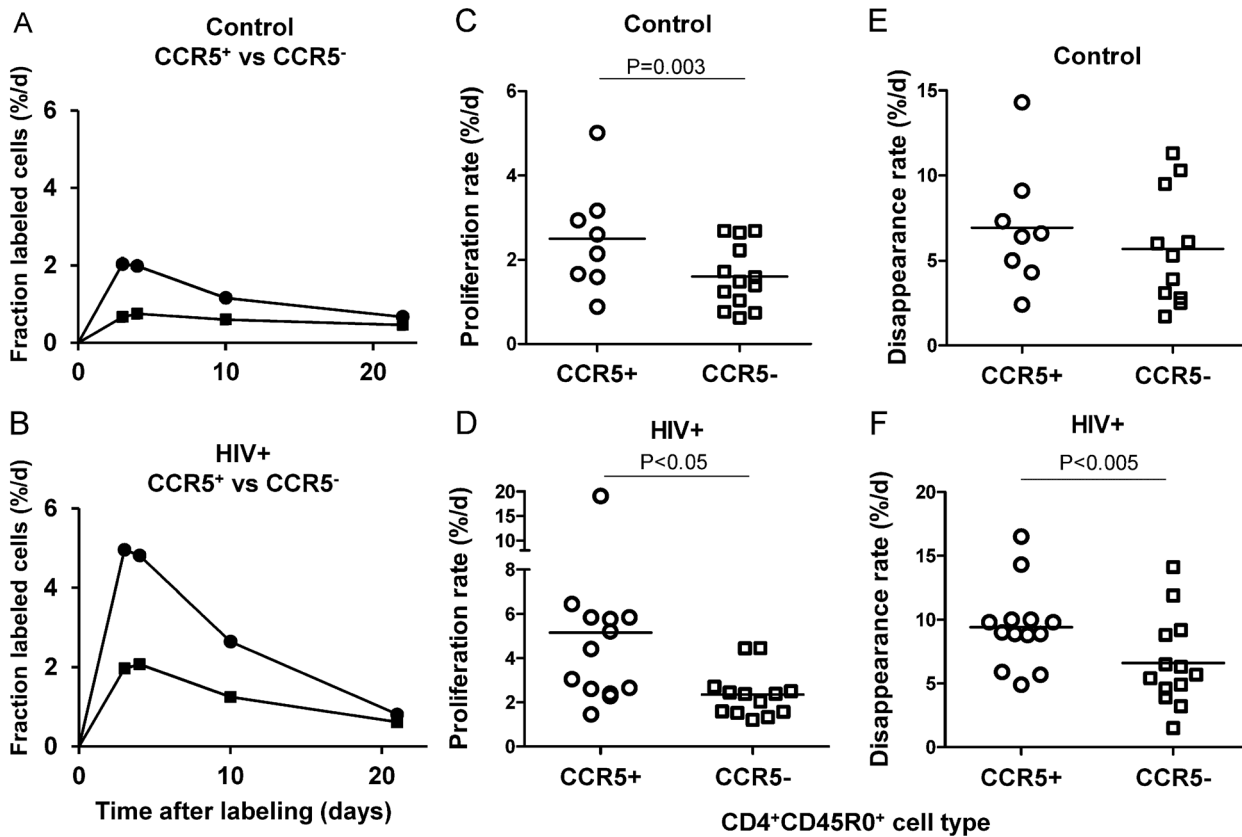 A
Control
CCR5⁺ vs CCR5⁻
Fraction labeled cells (%/d)
6
4
2
0
0
10
20
B
HIV+
CCR5⁺ vs CCR5⁻
Fraction labeled cells (%/d)
6
4
2
0
0
10
20
Time after labeling (days)
C
Control
P=0.003
Proliferation rate (%/d)
6
4
2
0
CCR5+
CCR5-
D
HIV+
P<0.05
Proliferation rate (%/d)
20
15
10
8
6
4
2
0
CCR5+
CCR5-
E
Control
Disappearance rate (%/d)
15
10
5
0
CCR5+
CCR5-
F
HIV+
P<0.005
Disappearance rate (%/d)
20
15
10
5
0
CCR5+
CCR5-
CD4⁺CD45R0⁺ cell type